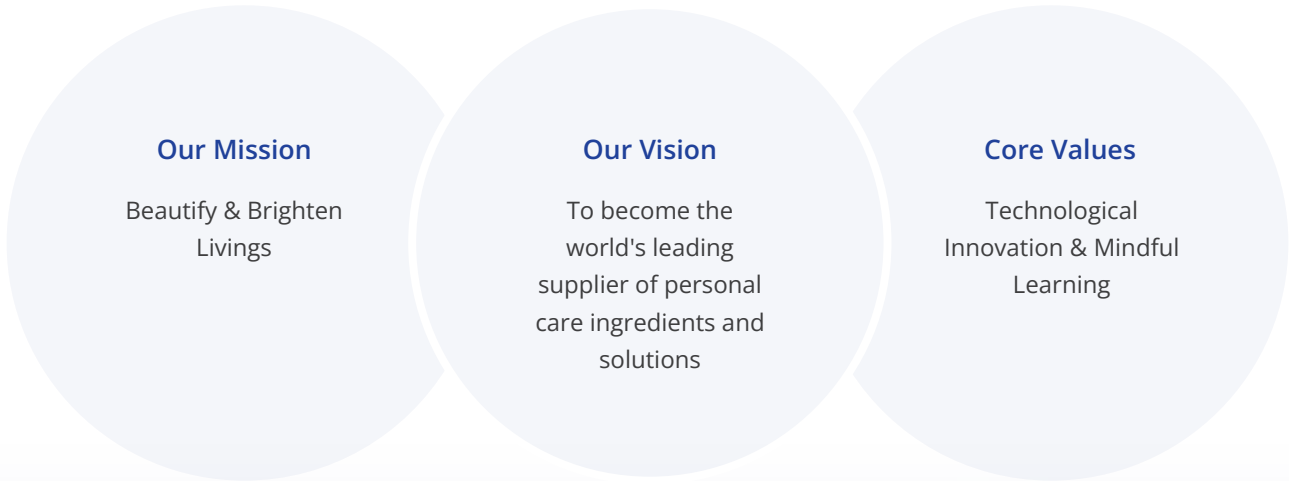 Our Mission
Beautify & Brighten
Livings
Our Vision
To become the
world's leading
supplier of personal
care ingredients and
solutions
Core Values
Technological
Innovation & Mindful
Learning